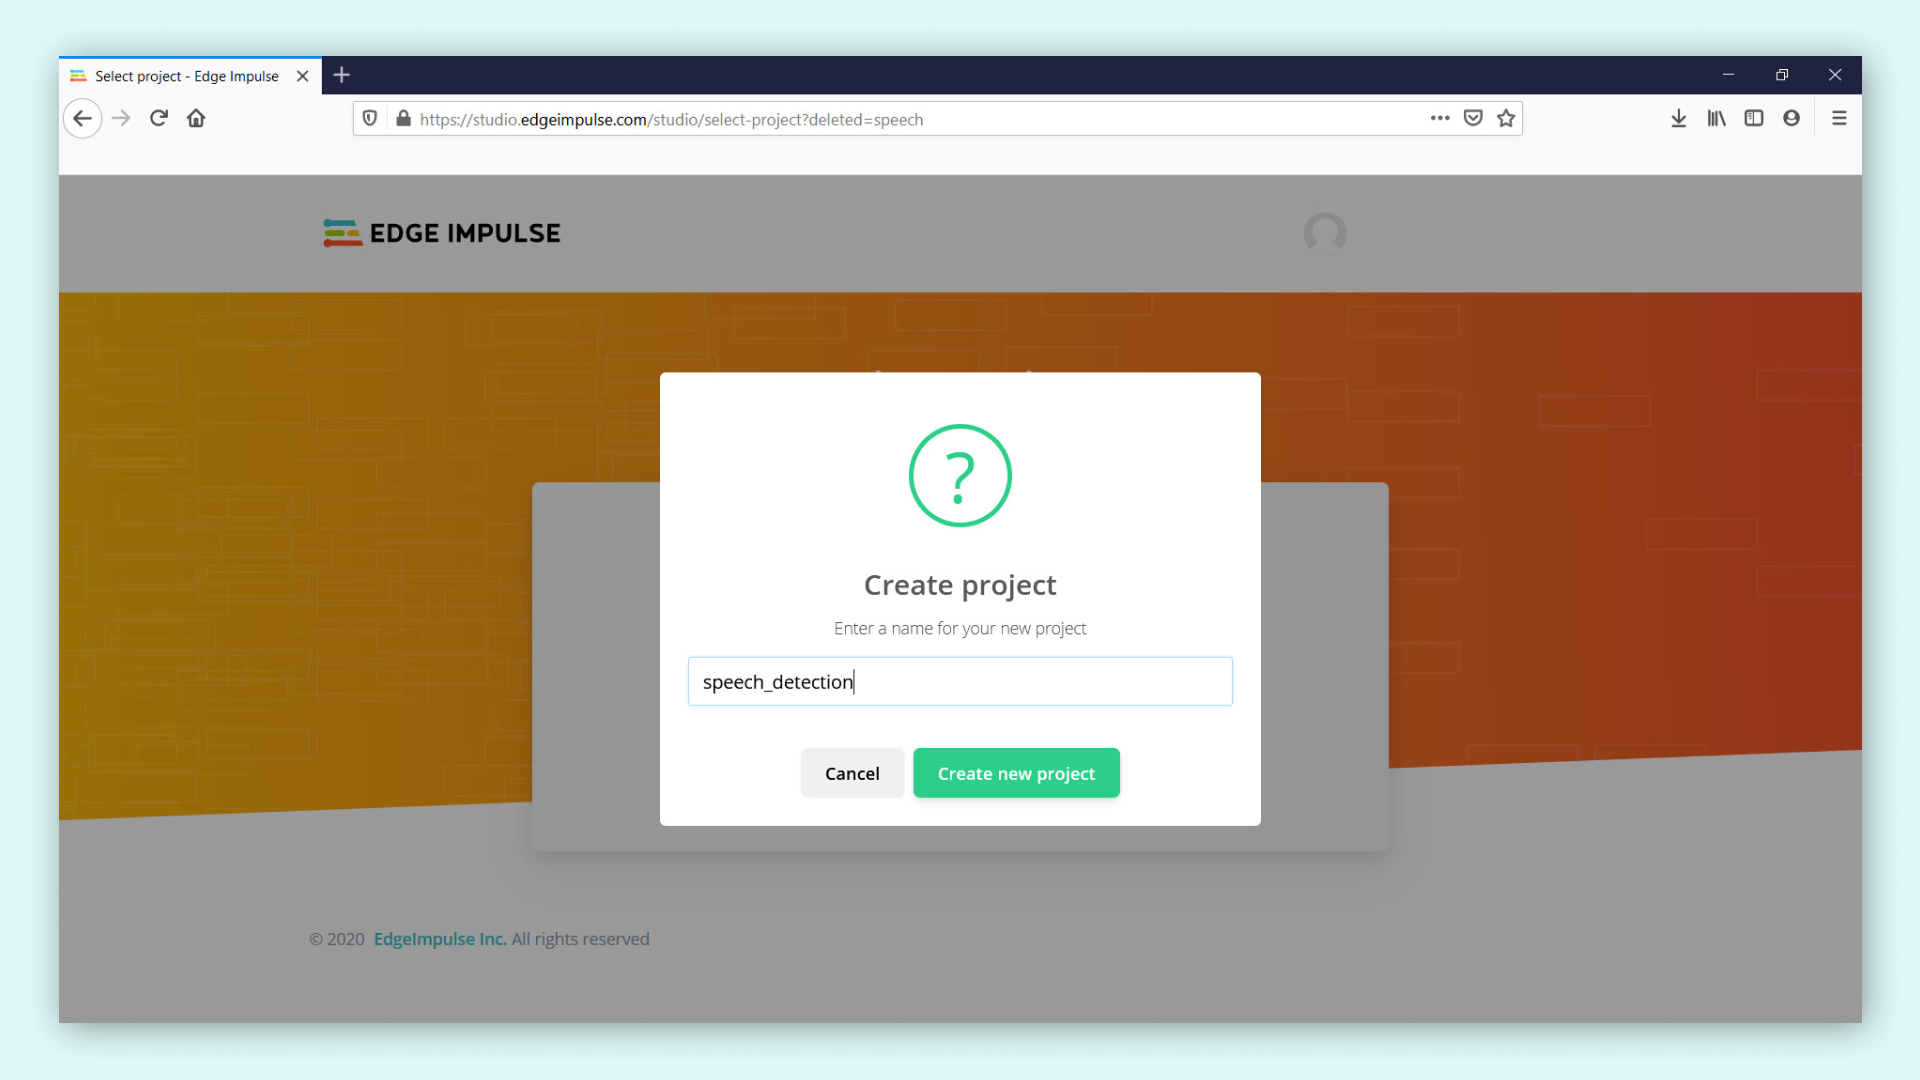 Select project - Edge Impulse
https://studio.edgeimpulse.com/studio/select-project?deleted=speech
EDGE IMPULSE
?
Create project
Enter a name for your new project
speech_detection
Cancel
Create new project
© 2020 EdgeImpulse Inc. All rights reserved